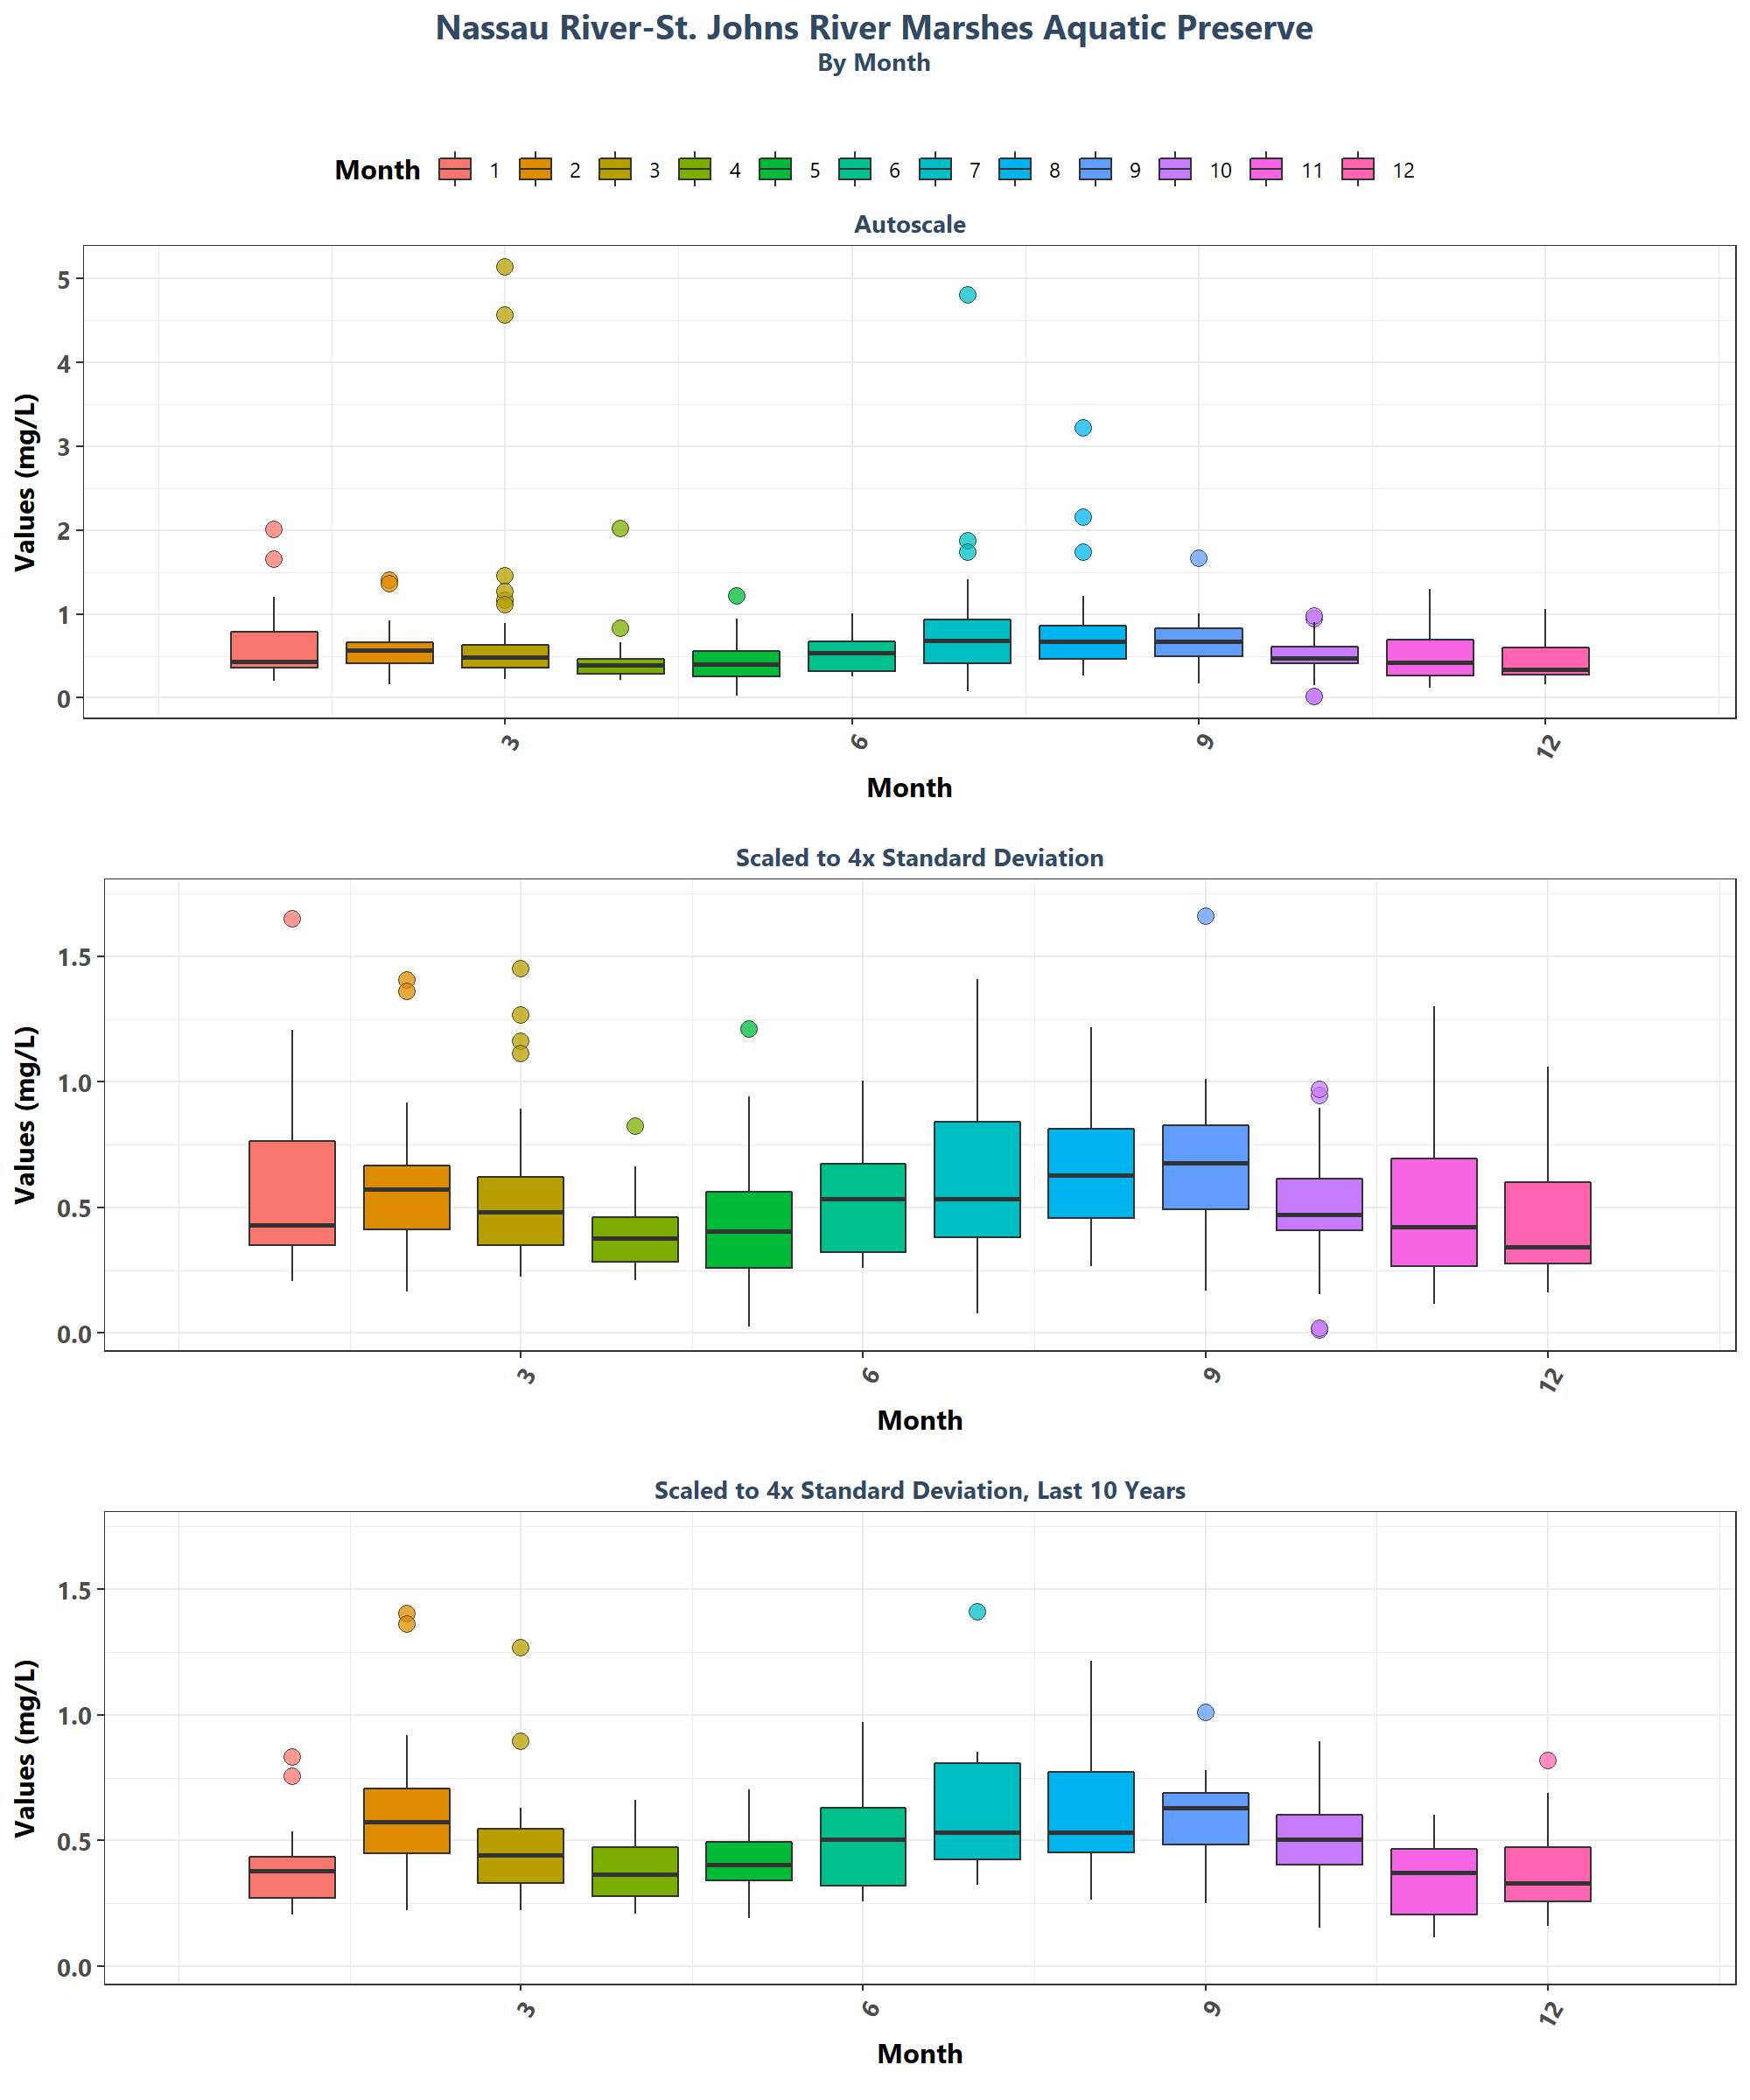 Nassau River-St. Johns River Marshes Aquatic Preserve
By Month
Month 1 2 3 4 5 6 7 8 9 10 11 12
Autoscale
Values (mg/L)
5
4
3
2
1
0
3 6 9 12
Month
Scaled to 4x Standard Deviation
Values (mg/L)
1.5
1.0
0.5
0.0
3 6 9 12
Month
Scaled to 4x Standard Deviation, Last 10 Years
Values (mg/L)
1.5
1.0
0.5
0.0
3 6 9 12
Month